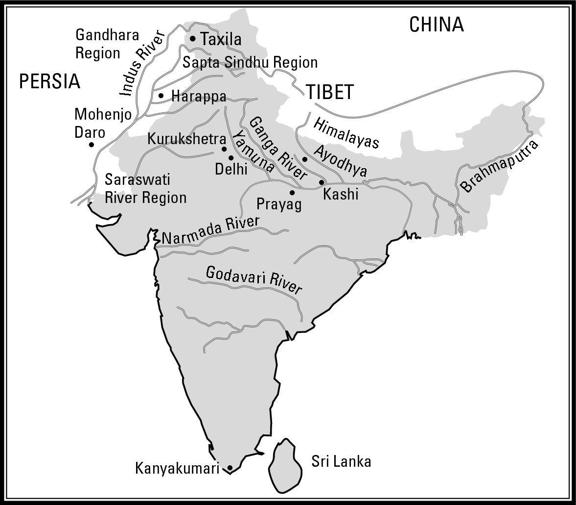 CHINA
Gandhara
Region
Indus River
Taxila
Sapta Sindhu Region
PERSIA
TIBET
Harappa
Mohenjo
Daro
Himalayas
Kurukshetra
Yamuna
Ganga River
Delhi
Ayodhya
Brahmaputra
Saraswati
River Region
Prayag
Kashi
Narmada River
Godavari River
Kanyakumari
Sri Lanka